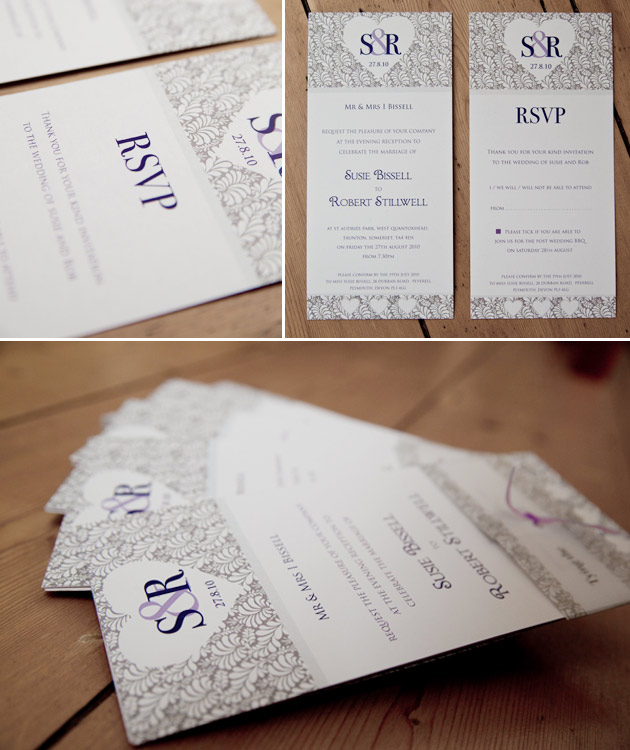 RSVP
THANK YOU FOR YOUR KIND INVITATION
TO THE WEDDING OF SUSIE AND ROB
S&R
27.8.10
S&R
27.8.10
MR & MRS I BISSELL
REQUEST THE PLEASURE OF YOUR COMPANY
AT THE EVENING RECEPTION TO
CELEBRATE THE MARRIAGE OF
SUSIE BISSELL
TO
ROBERT STILLWELL
AT ST AUDRIES PARK, WEST QUANTOXHEAD,
TAUNTON, SOMERSET, TA4 4DS
ON FRIDAY THE 27TH AUGUST 2010
FROM 7.30PM
PLEASE CONFIRM BY THE 19TH JULY 2010
TO MISS SUSIE BISSELL, 28 DURBAN ROAD, PEVERELL
PLYMOUTH, DEVON
S&R
27.8.10
RSVP
THANK YOU FOR YOUR KIND INVITATION
TO THE WEDDING OF SUSIE AND ROB
I / WE WILL / WILL NOT BE ABLE TO ATTEND
FROM
PLEASE TICK IF YOU ARE ABLE TO
JOIN US FOR THE POST WEDDING BBQ
ON SATURDAY 28TH AUGUST
PLEASE CONFIRM BY THE 19TH JULY 2010
TO MISS SUSIE BISSELL, 28 DURBAN ROAD, PEVERELL
PLYMOUTH, DEVON
S&R
S&R
27.8.10
MR & MRS I BISSELL
REQUEST THE PLEASURE OF YOUR COMPANY
AT THE EVENING RECEPTION TO
CELEBRATE THE MARRIAGE OF
SUSIE BISSELL
TO
ROBERT STILLWELL